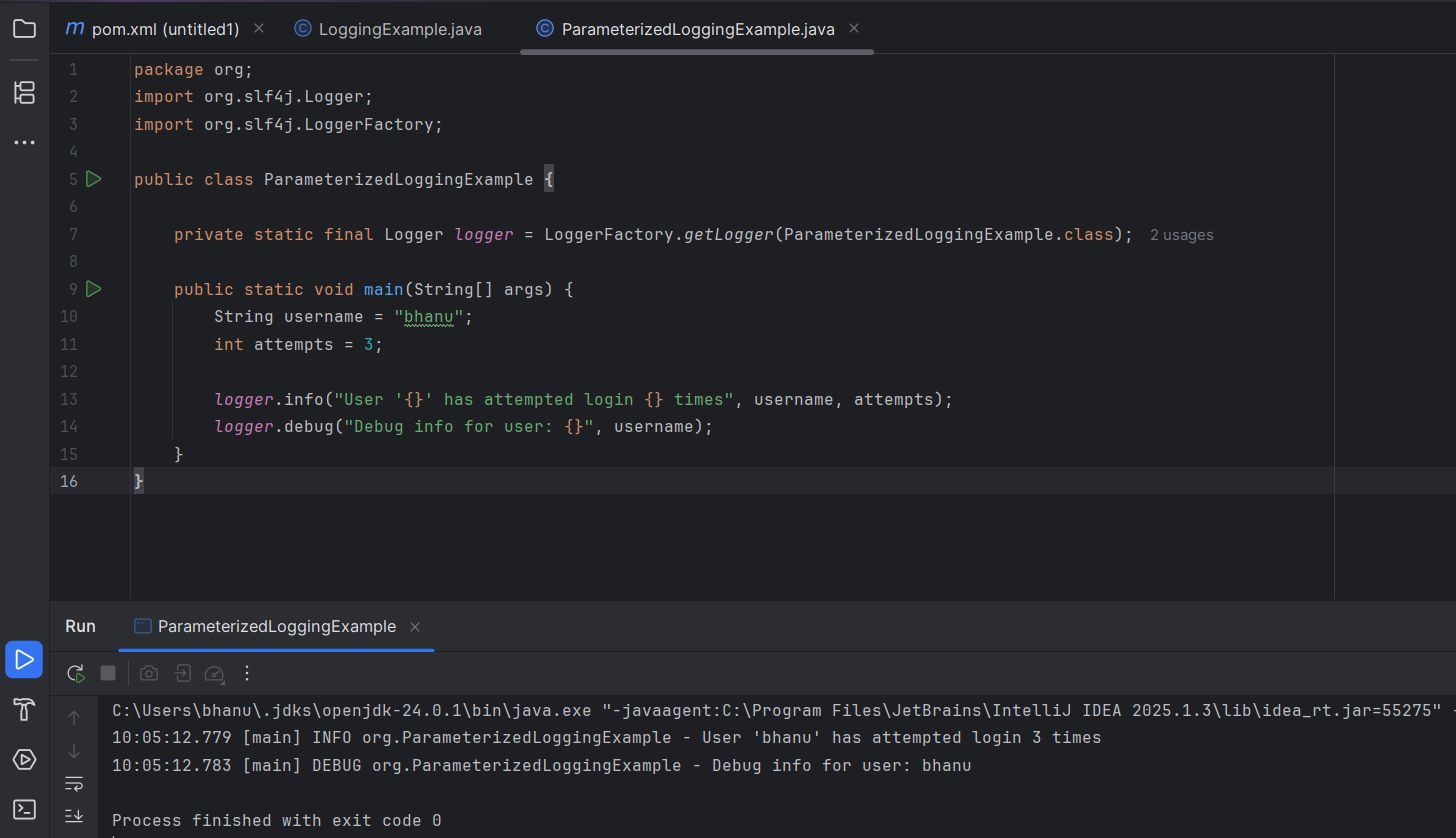 pom.xml (untitled1)
LoggingExample.java
ParameterizedLoggingExample.java
1 package org;
2 import org.slf4j.Logger;
3 import org.slf4j.LoggerFactory;
4
5 public class ParameterizedLoggingExample {
6
7     private static final Logger logger = LoggerFactory.getLogger(ParameterizedLoggingExample.class); 2 usages
8
9     public static void main(String[] args) {
10         String username = "bhanu";
11         int attempts = 3;
12
13         logger.info("User '{}' has attempted login {} times", username, attempts);
14         logger.debug("Debug info for user: {}", username);
15     }
16 }
Run
ParameterizedLoggingExample
C:\Users\bhanu\.jdks\openjdk-24.0.1\bin\java.exe "-javaagent:C:\Program Files\JetBrains\IntelliJ IDEA 2025.1.3\lib\idea_rt.jar=55275" -
10:05:12.779 [main] INFO org.ParameterizedLoggingExample - User 'bhanu' has attempted login 3 times
10:05:12.783 [main] DEBUG org.ParameterizedLoggingExample - Debug info for user: bhanu
Process finished with exit code 0